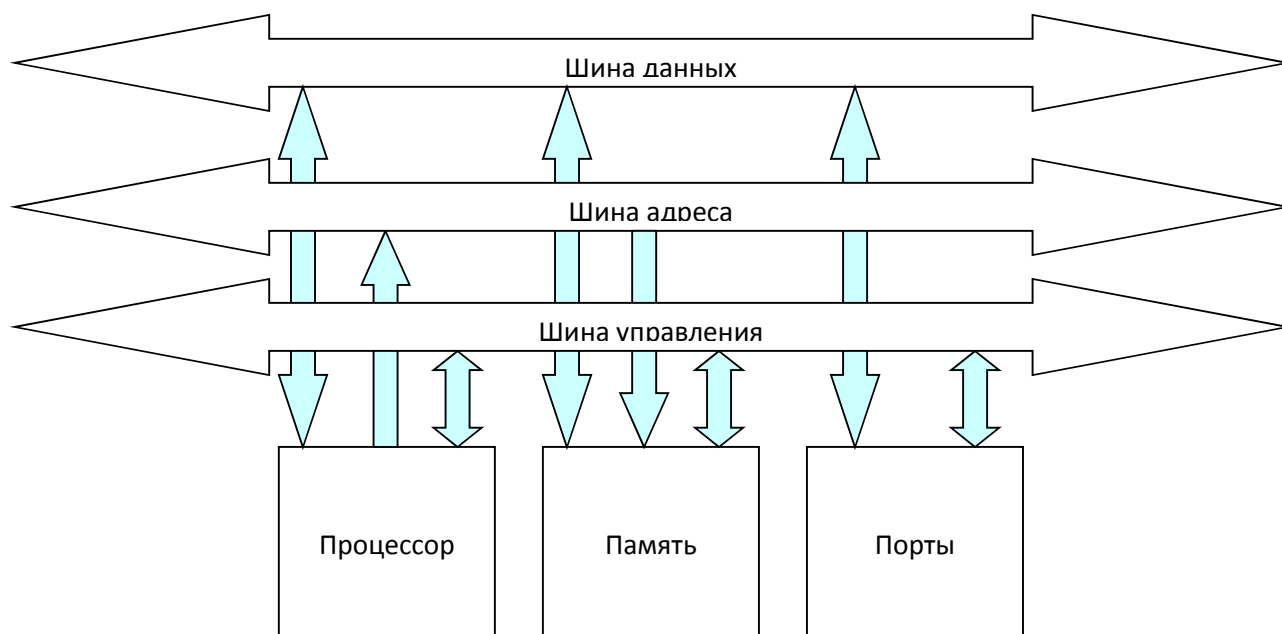 Шина данных
Шина адреса
Шина управления
Процессор
Память
Порты